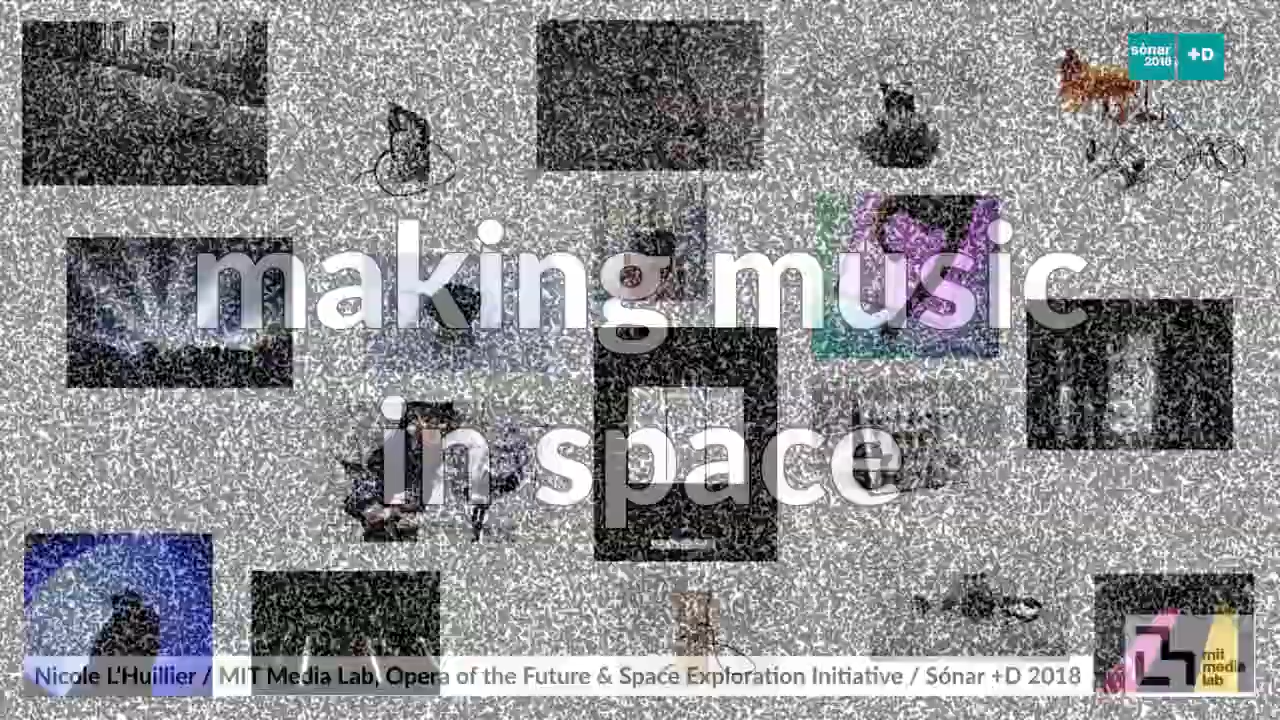 sónar
2018
+D
making music
in space
Nicole L'Huillier / MIT Media Lab, Opera of the Future & Space Exploration Initiative / Sónar +D 2018
mit
media
lab